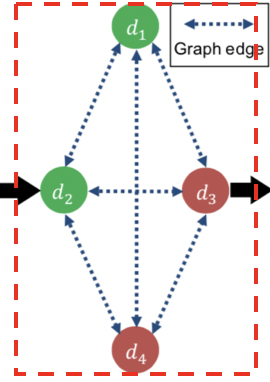 d₁
Graph edge
d₂
d₃
d₄